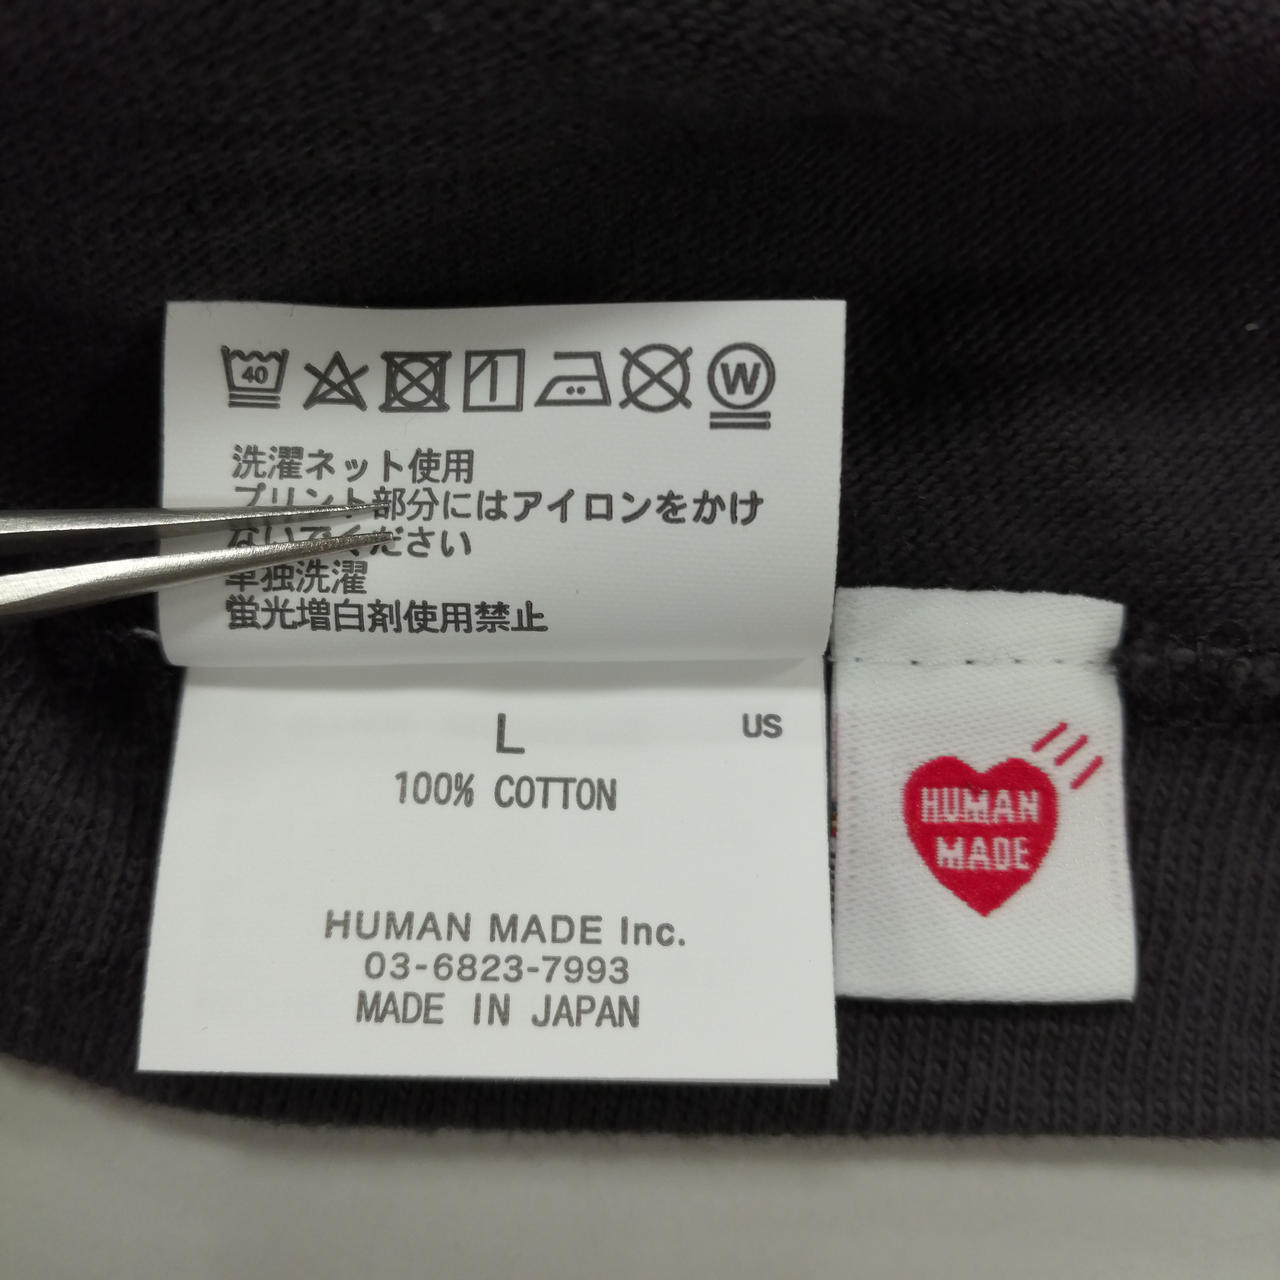 40
W
洗濯ネット使用
プリント部分にはアイロンをかけ
ないでください
単独洗濯
蛍光増白剤使用禁止
L
US
100% COTTON
HUMAN MADE Inc.
03-6823-7993
MADE IN JAPAN
HUMAN
MADE